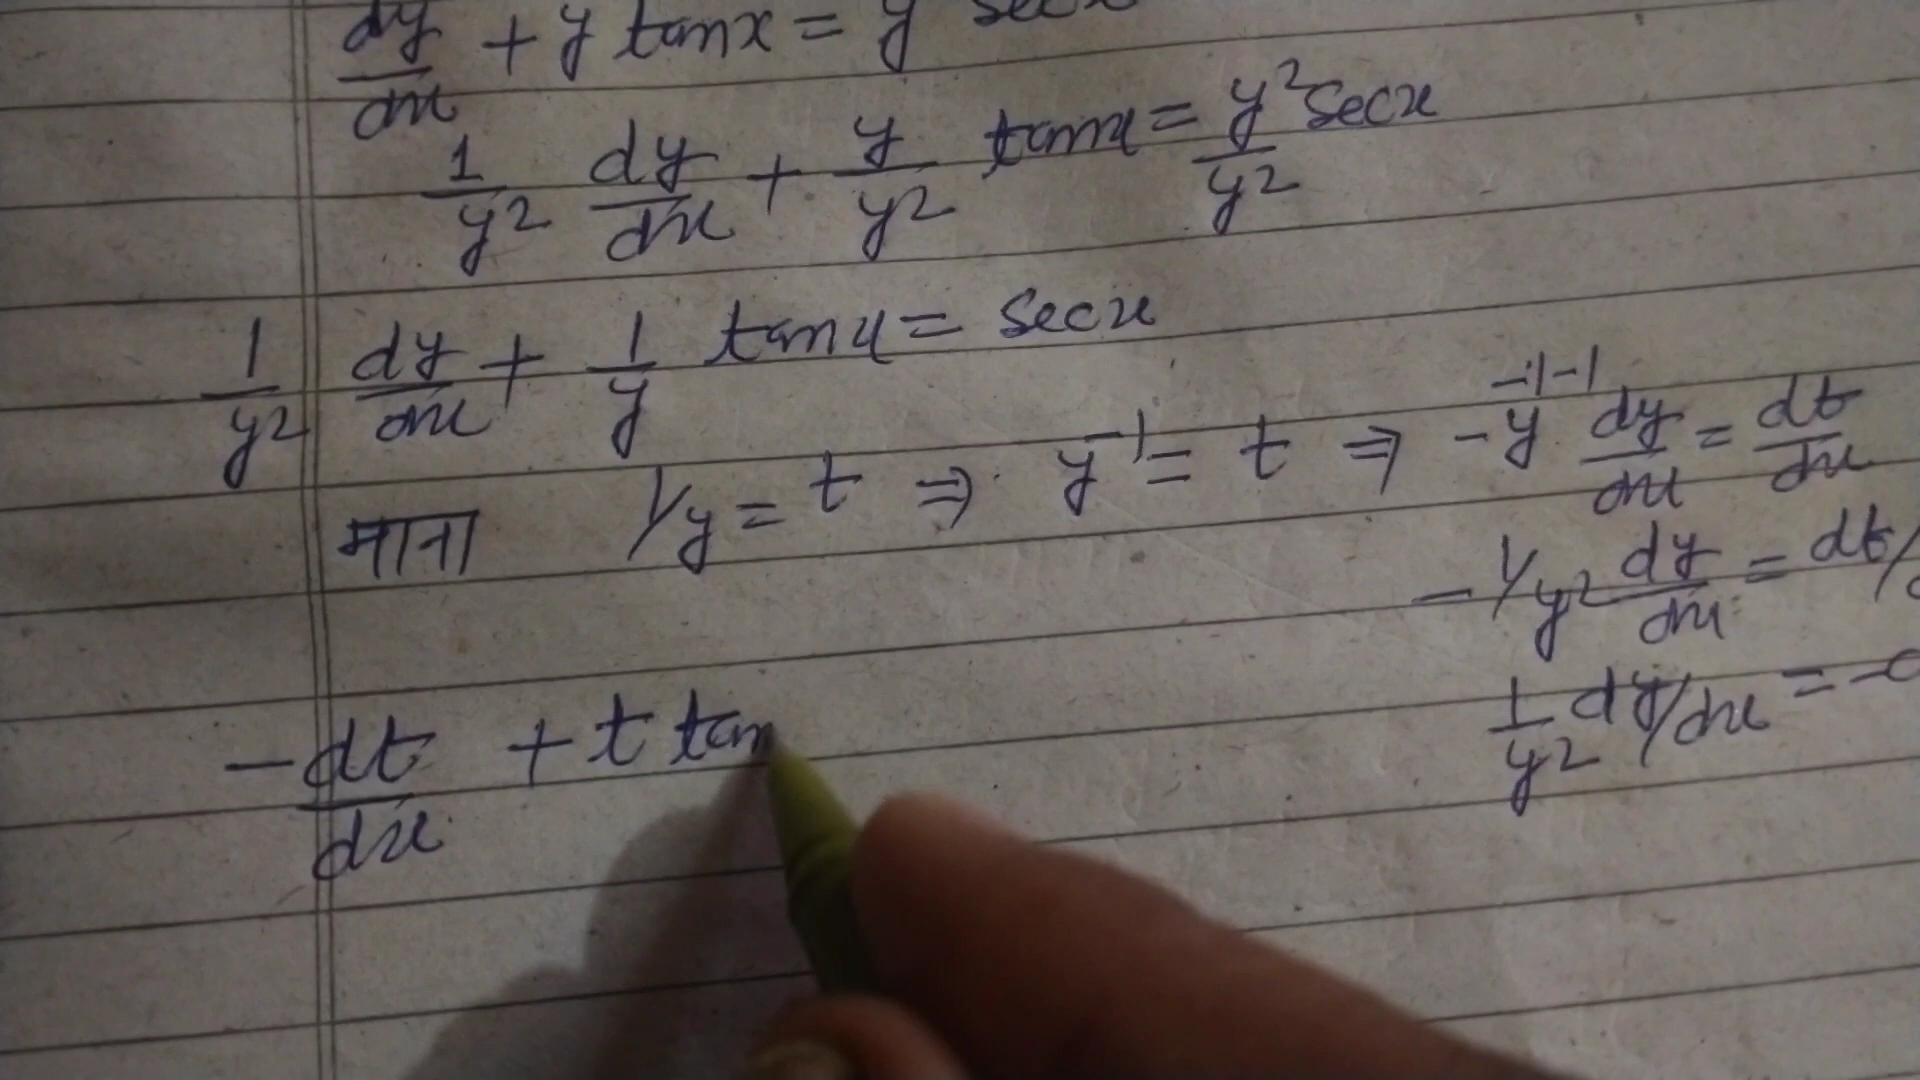 dy/dx + y tanx = y secx
1/y² dy/dx + y/y² tanx = y² secx/y²
1/y² dy/dx + 1/y tanx = secx
माना 1/y = t ⇒ y⁻¹ = t ⇒ -y⁻¹⁻¹ dy/dx = dt/dx
-1/y² dy/dx = dt/
1/y² dy/dx = -
-dt/dx + t tan